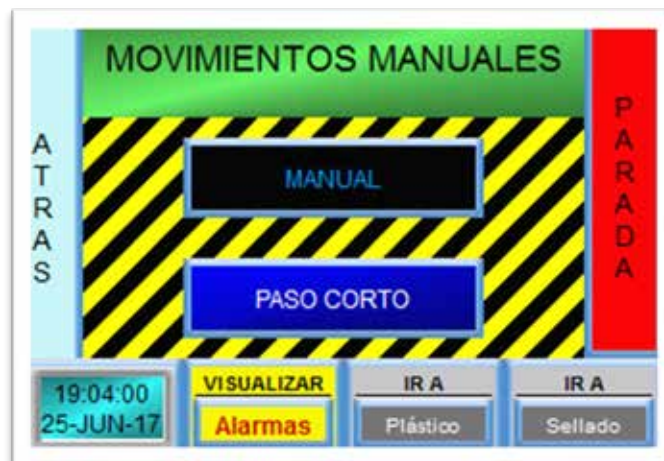 MOVIMIENTOS MANUALES
ATRAS
MANUAL
PASO CORTO
PARADA
19:04:00
25-JUN-17
VISUALIZAR
Alarmas
IR A
Plástico
IR A
Sellado